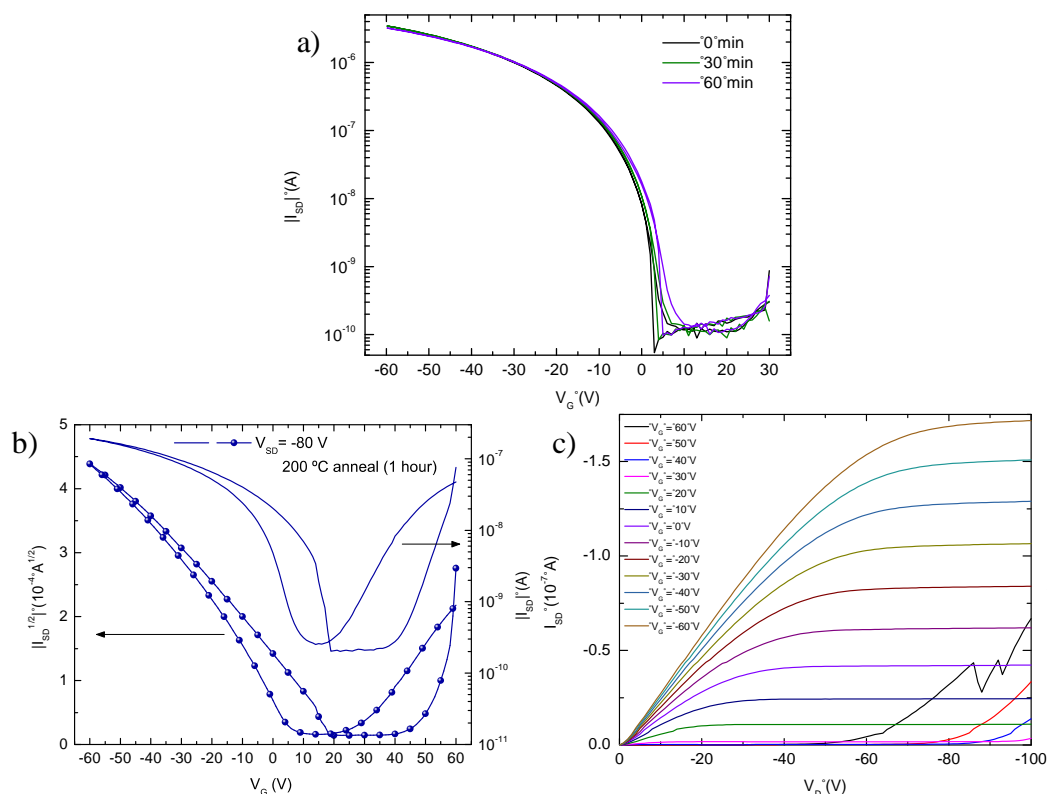 a)
°0°min
°30°min
°60°min
10⁻⁶
10⁻⁷
10⁻⁸
10⁻⁹
10⁻¹⁰
||I_SD|°(A)
-60 -50 -40 -30 -20 -10 0 10 20 30
V_G°(V)
b)
V_SD= -80 V
200 ºC anneal (1 hour)
5
4
3
2
1
0
||I_SD^1/2|°(10⁻⁴°A^1/2)
10⁻⁷
10⁻⁸
10⁻⁹
10⁻¹⁰
10⁻¹¹
||I_SD|°(A)
-60 -50 -40 -30 -20 -10 0 10 20 30 40 50 60
V_G (V)
c)
°V_G°=°60°V
°V_G°=°50°V
°V_G°=°40°V
°V_G°=°30°V
°V_G°=°20°V
°V_G°=°10°V
°V_G°=°0°V
°V_G°=°-10°V
°V_G°=°-20°V
°V_G°=°-30°V
°V_G°=°-40°V
°V_G°=°-50°V
°V_G°=°-60°V
-1.5
-1.0
-0.5
0.0
I_SD°(10⁻⁷°A)
0 -20 -40 -60 -80 -100
V_D°(V)